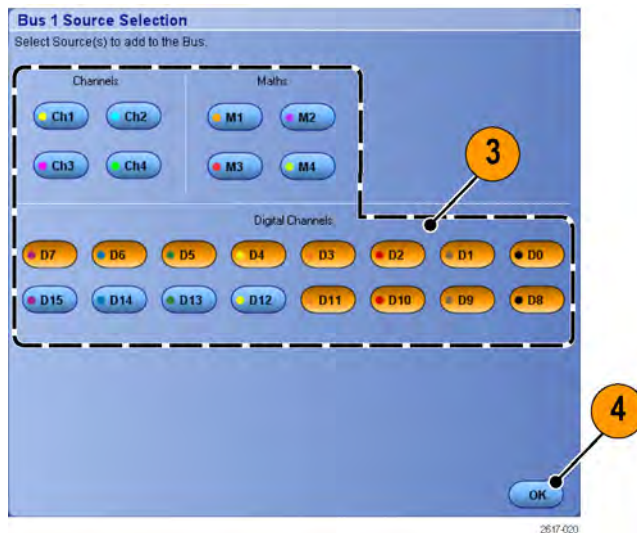 Bus 1 Source Selection
Select Source(s) to add to the Bus.
Channels Maths
Ch1 Ch2 M1 M2
Ch3 Ch4 M3 M4
3
Digital Channels
D7 D6 D5 D4 D3 D2 D1 D0
D15 D14 D13 D12 D11 D10 D9 D8
4
OK
2617-020